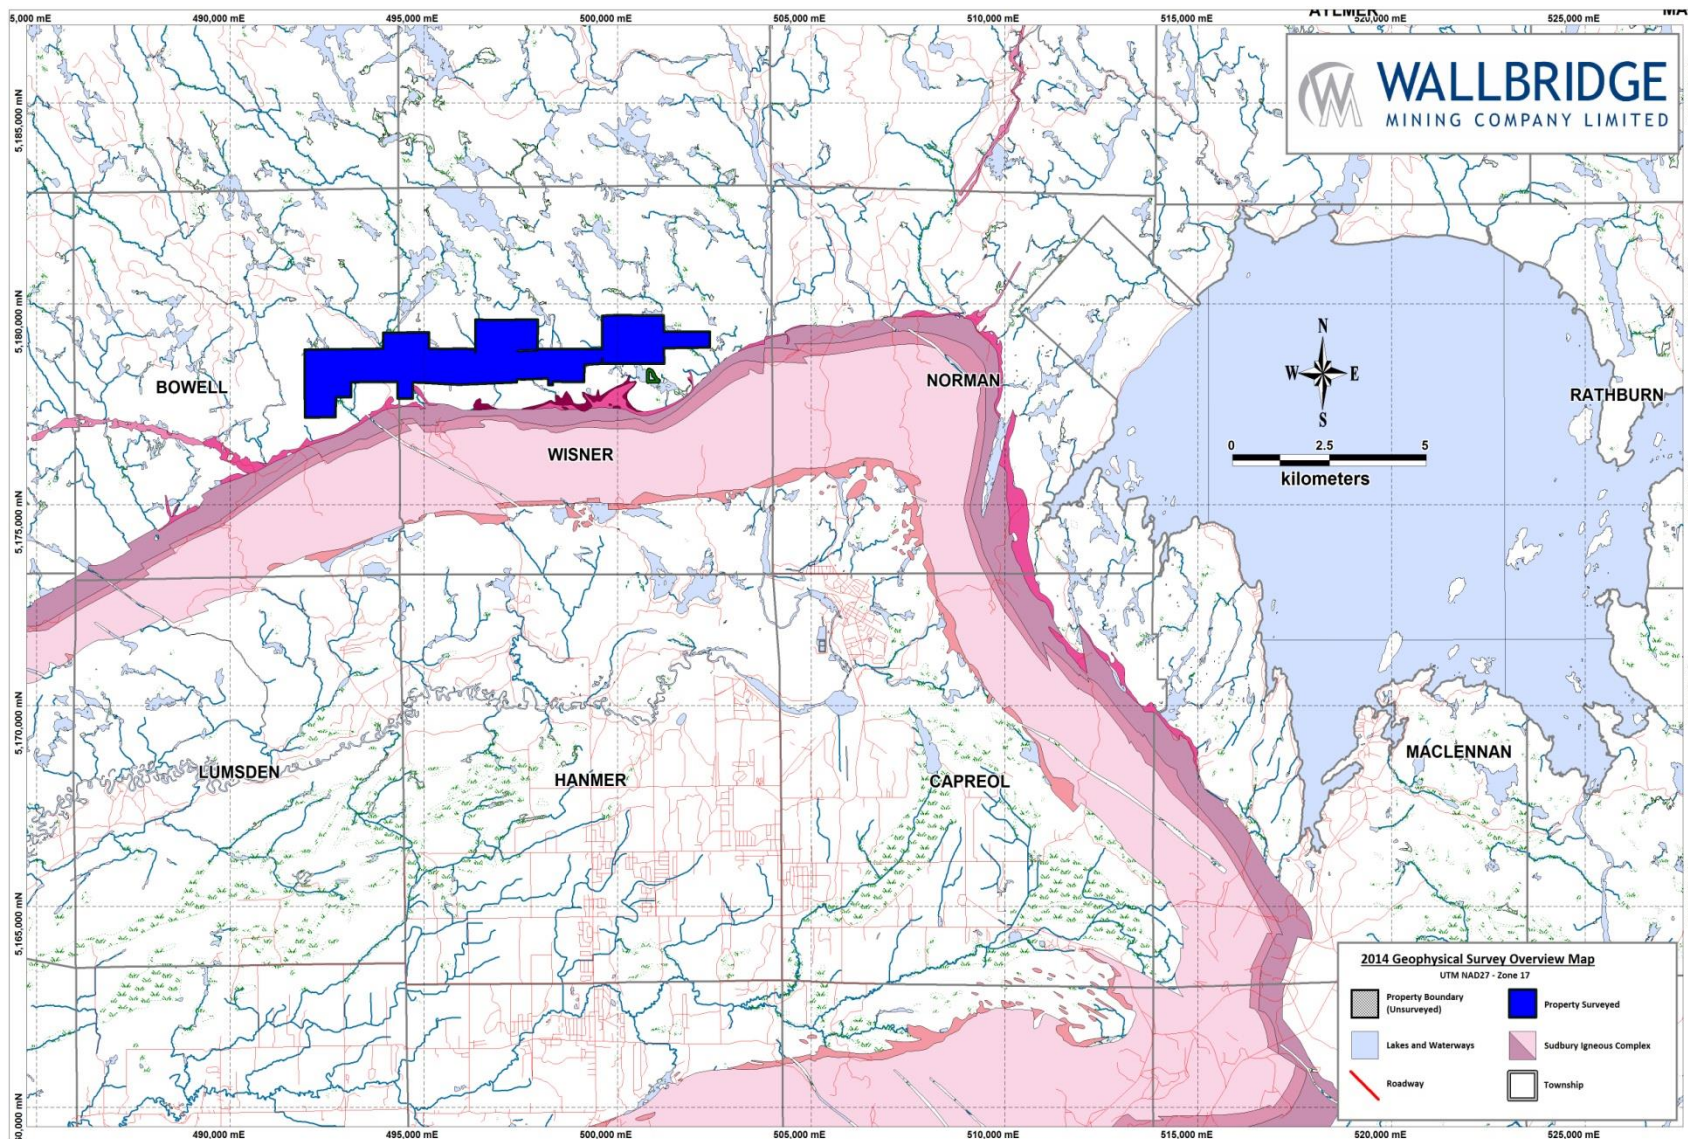 5,000 mE 490,000 mE 495,000 mE 500,000 mE 505,000 mE 510,000 mE 515,000 mE 520,000 mE 525,000 mE
AYLMER
WALLBRIDGE
MINING COMPANY LIMITED
5,185,000 mN
5,180,000 mN
5,175,000 mN
5,170,000 mN
5,165,000 mN
BOWELL
WISNER
NORMAN
RATHBURN
N
W E
S
0 2.5 5
kilometers
LUMSDEN
HANMER
CAPREOL
MACLENNAN
2014 Geophysical Survey Overview Map
UTM NAD27 - Zone 17
Property Boundary
(Unsurveyed)
Property Surveyed
Lakes and Waterways
Sudbury Igneous Complex
Roadway
Township
490,000 mE 495,000 mE 500,000 mE 505,000 mE 510,000 mE 515,000 mE 520,000 mE 525,000 mE